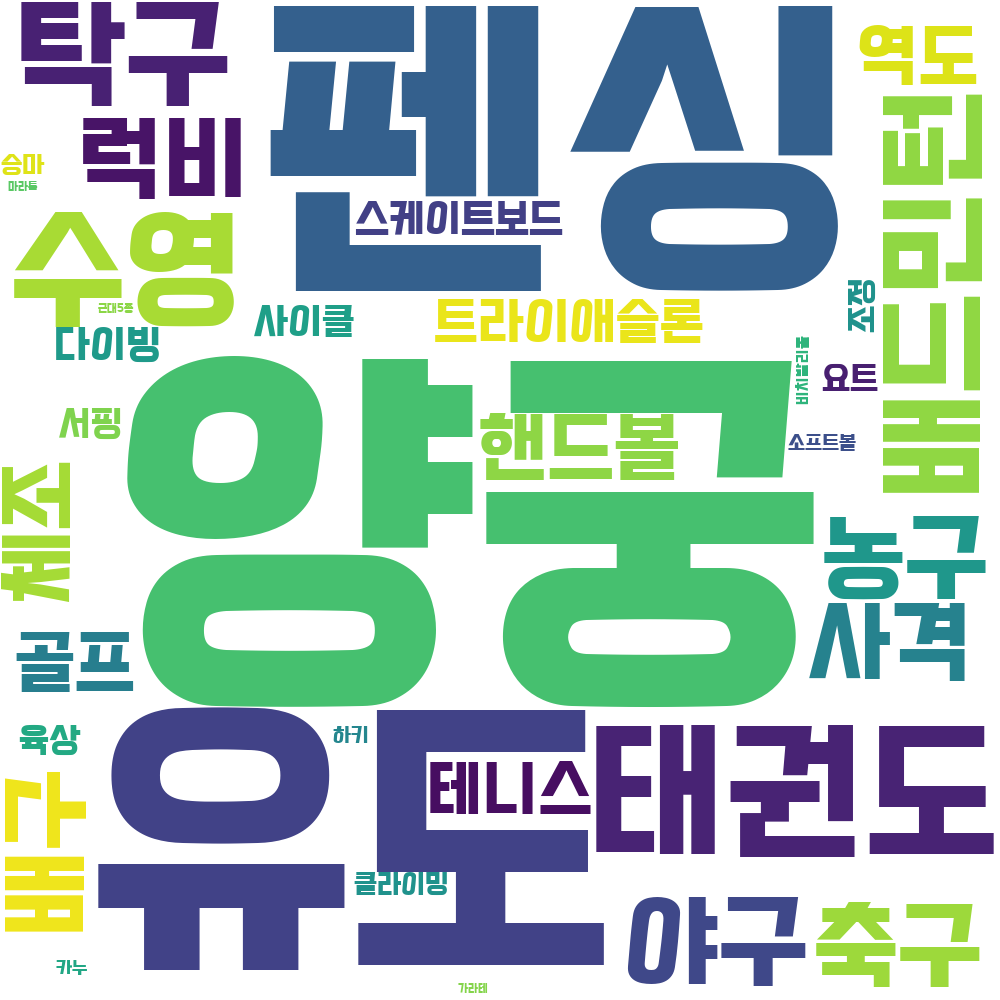 탁구
펜싱
역도
럭비
배드민턴
승마
마라톤
스케이트보드
수영
근대5종
조정
사이클
트라이애슬론
다이빙
비치발리볼
요트
양궁
서핑
핸드볼
소프트볼
체조
농구
사격
골프
유도
육상
하키
태권도
테니스
배구
클라이밍
야구
축구
카누
가라테